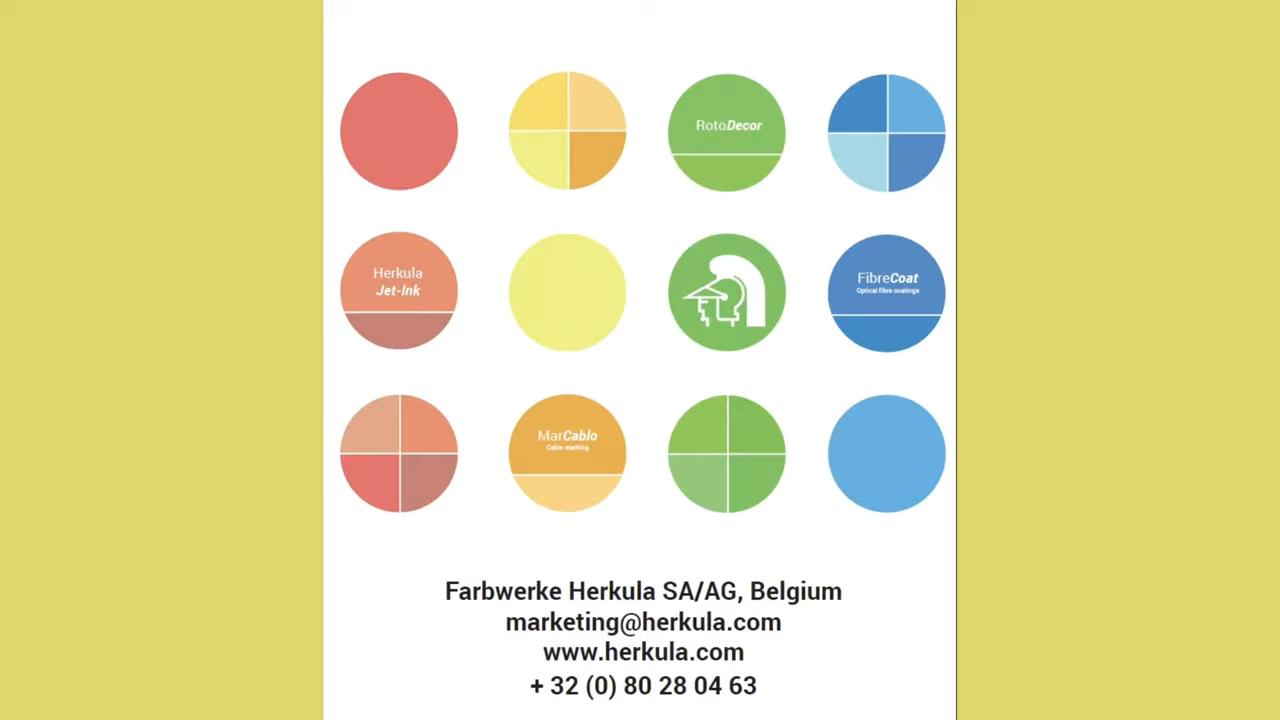 RotoDecor
Herkula
Jet-Ink
FibreCoat
Optical fibre coatings
MarCablo
Cable marking
Farbwerke Herkula SA/AG, Belgium
marketing@herkula.com
www.herkula.com
+ 32 (0) 80 28 04 63